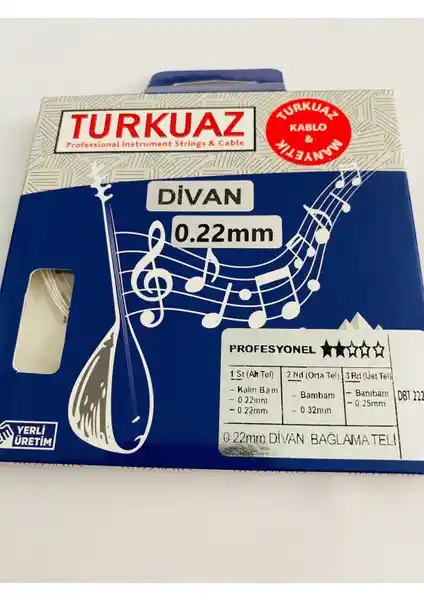 TURKUAZ
Professional Instrument Strings & Cable
TURKUAZ
KABLO
&
MANYETİK
DİVAN
0.22mm
PROFESYONEL
1 St (Alt Tel)
2 Nd (Orta Tel)
3 Rd (Üst Tel)
- Kalın Bam
- 0.22mm
- 0.22mm
- Bambam
- 0.32mm
- Bambam
- 0.25mm
DBT 222
0.22mm DİVAN BAĞLAMA TELİ
YERLİ
ÜRETİM